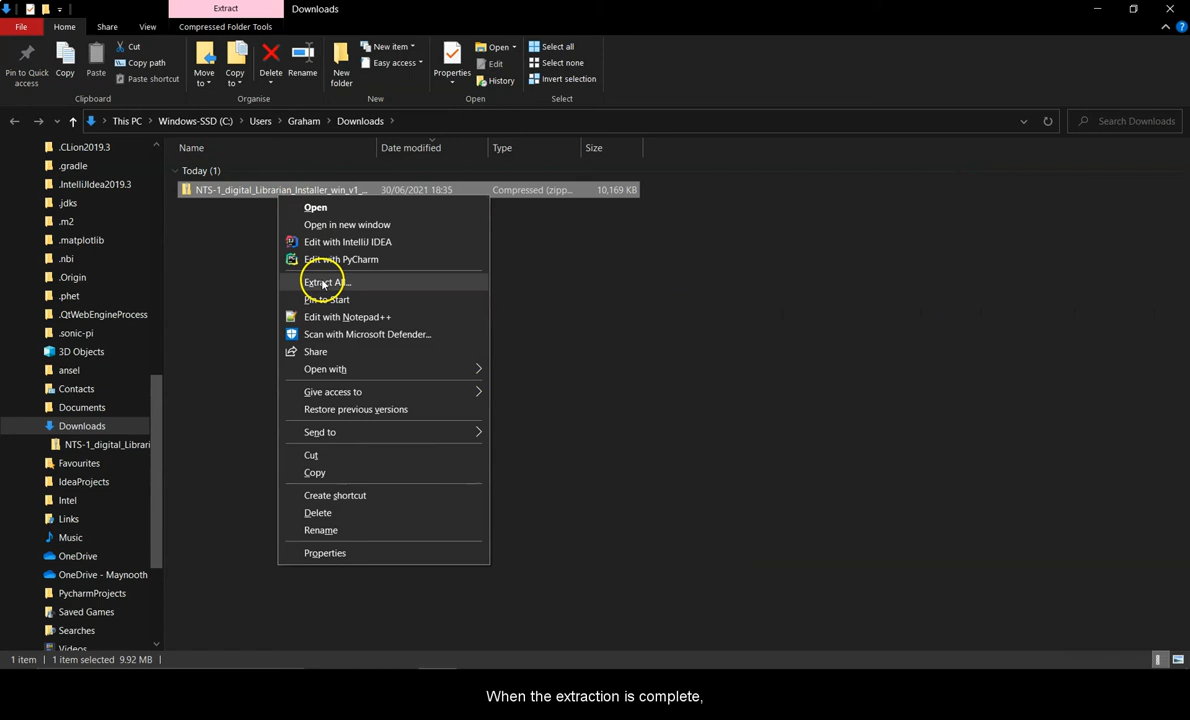 Extract
Downloads
File
Home
Share
View
Compressed Folder Tools
Pin to Quick access
Copy
Paste
Cut
Copy path
Paste shortcut
Clipboard
Move to
Copy to
Delete
Rename
Organise
New folder
New item
Easy access
New
Properties
Open
Edit
History
Open
Select all
Select none
Invert selection
Select
This PC > Windows-SSD (C:) > Users > Graham > Downloads >
Search Downloads
Name
Date modified
Type
Size
Today (1)
NTS-1_digital_Librarian_Installer_win_v1_... 30/06/2021 18:35 Compressed (zipp... 10,169 KB
.CLion2019.3
.gradle
.IntelliJIdea2019.3
.jdks
.m2
.matplotlib
.nbi
.Origin
.phet
.QtWebEngineProcess
.sonic-pi
3D Objects
ansel
Contacts
Documents
Downloads
NTS-1_digital_Librari
Favourites
IdeaProjects
Intel
Links
Music
OneDrive
OneDrive - Maynooth
PycharmProjects
Saved Games
Searches
Videos
Open
Open in new window
Edit with IntelliJ IDEA
Edit with PyCharm
Extract All...
Pin to Start
Edit with Notepad++
Scan with Microsoft Defender...
Share
Open with
Give access to
Restore previous versions
Send to
Cut
Copy
Create shortcut
Delete
Rename
Properties
1 item
1 item selected 9.92 MB
When the extraction is complete,